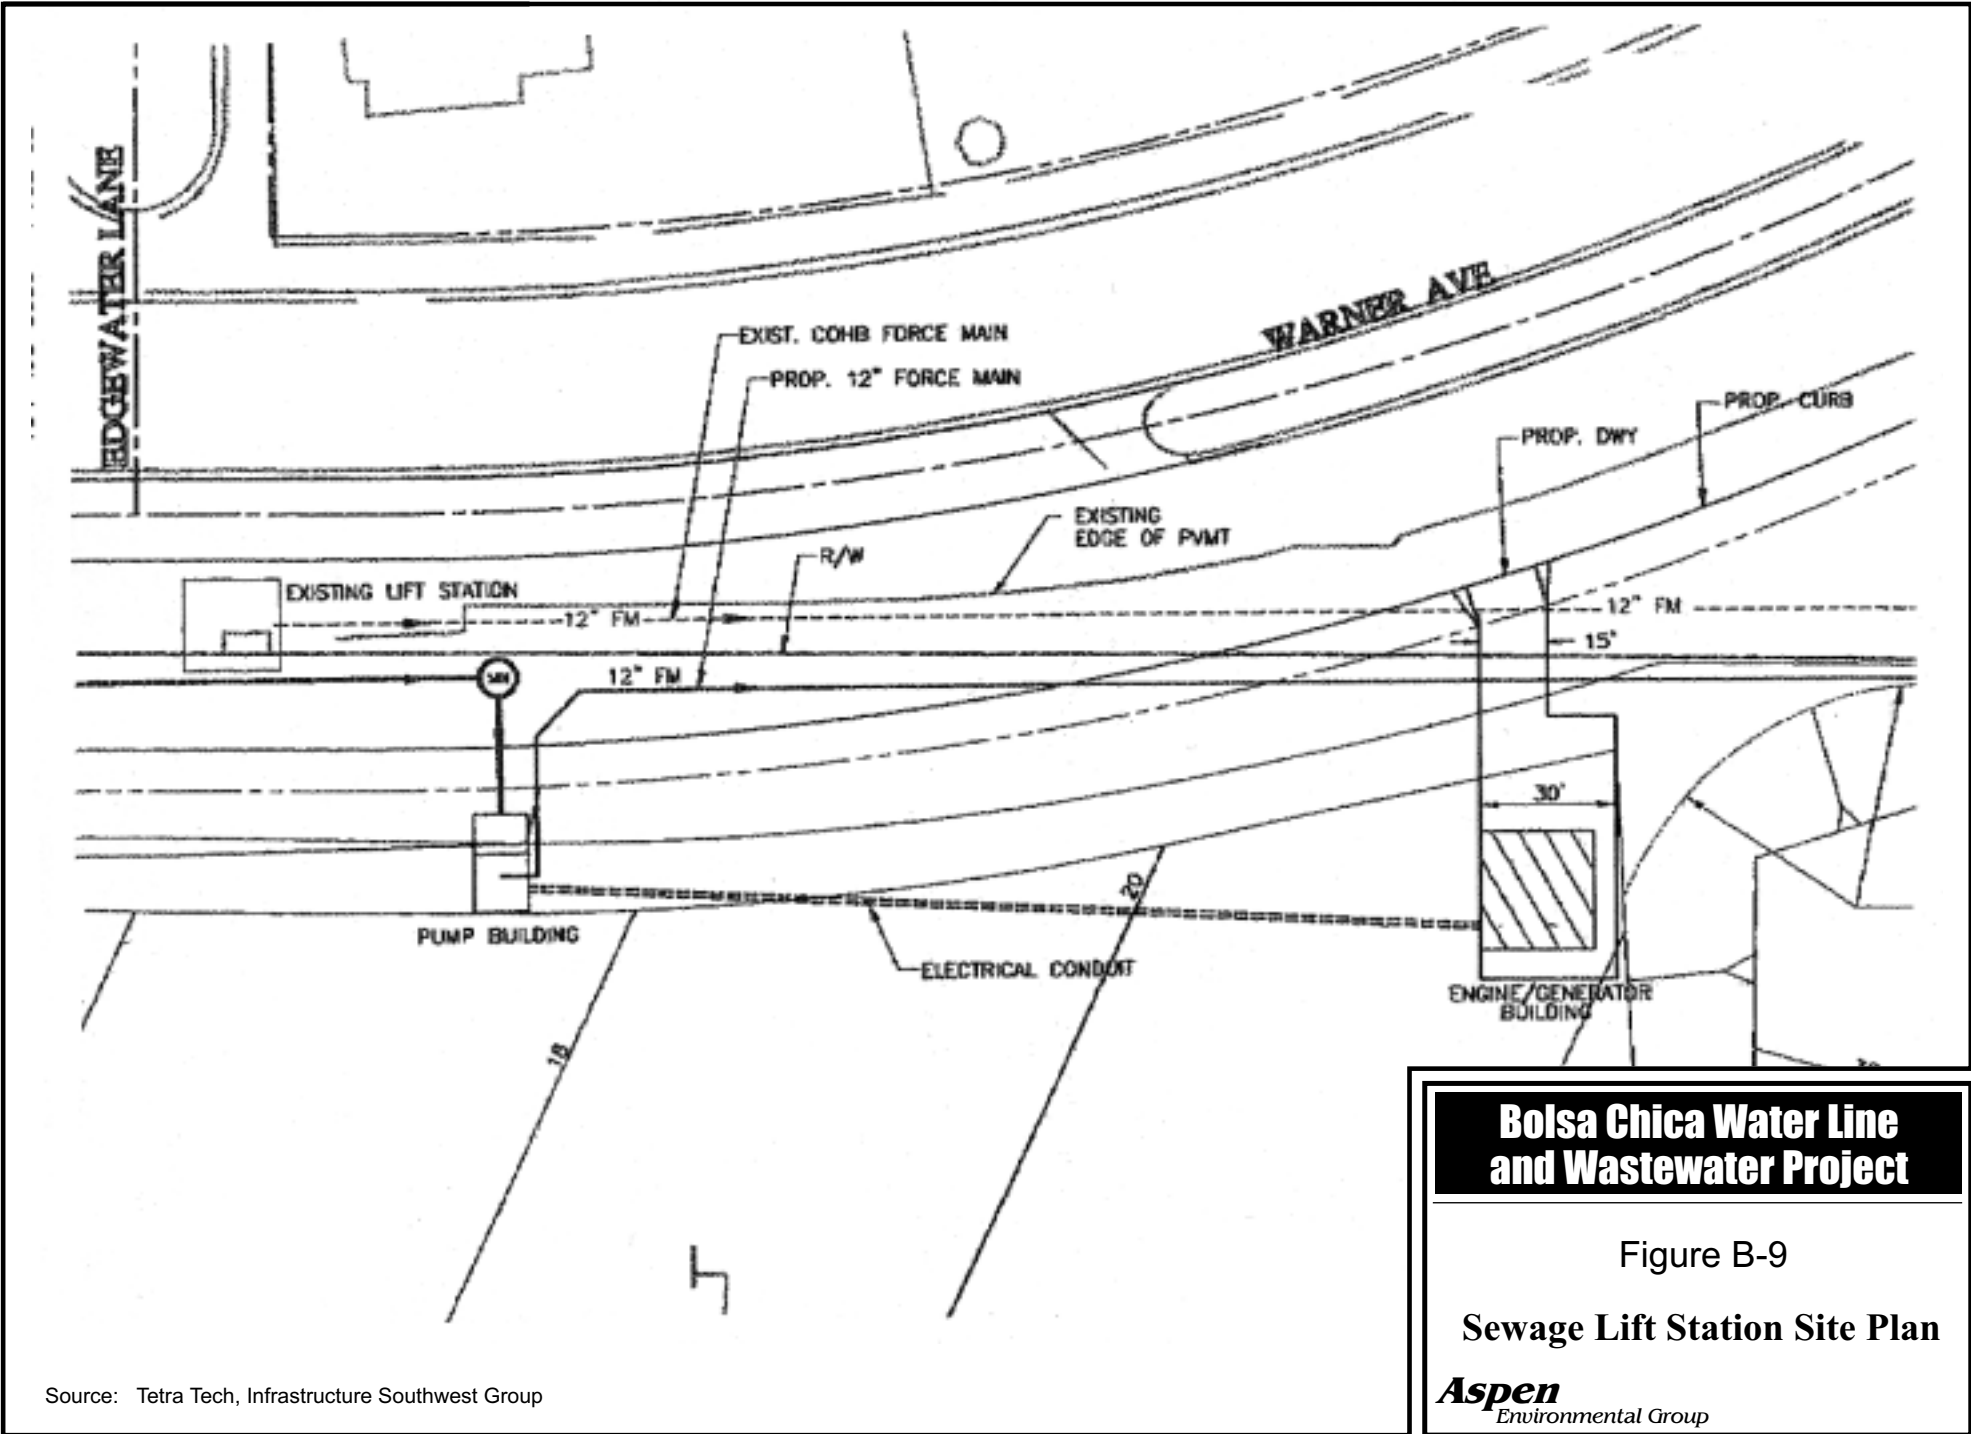 EDGEWATER LANE
WARNER AVE
EXIST. COHB FORCE MAIN
PROP. 12" FORCE MAIN
PROP. CURB
PROP. DWY
EXISTING
EDGE OF PVMT
R/W
EXISTING LIFT STATION
12" FM
12" FM
15'
12" FM
30'
20
PUMP BUILDING
ELECTRICAL CONDUIT
ENGINE/GENERATOR
BUILDING
18
Bolsa Chica Water Line
and Wastewater Project
Figure B-9
Sewage Lift Station Site Plan
Aspen
Environmental Group
Source: Tetra Tech, Infrastructure Southwest Group